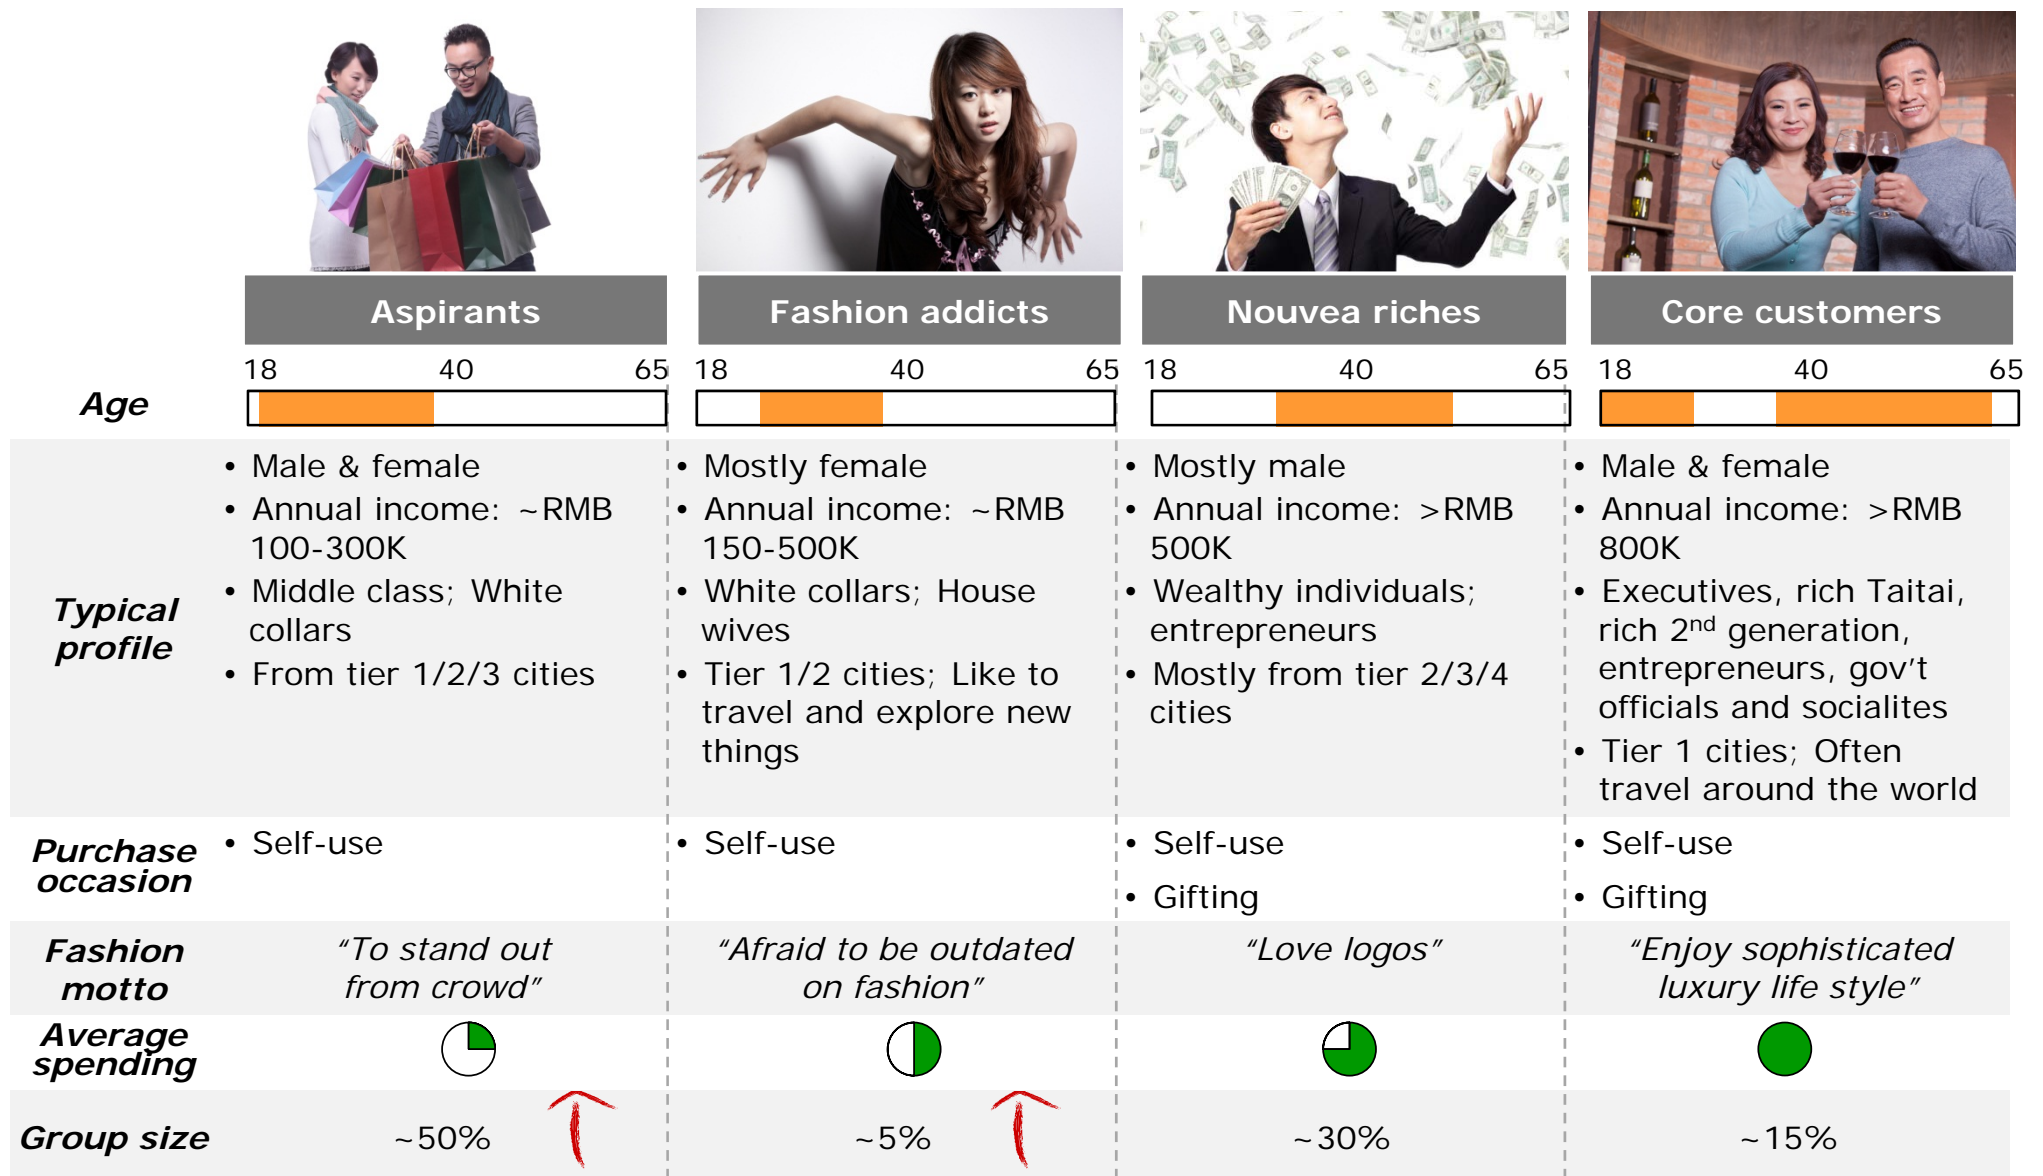 Aspirants
Fashion addicts
Nouvea riches
Core customers
Age
18 40 65
18 40 65
18 40 65
18 40 65
Typical
profile
• Male & female
• Annual income: ~RMB
100-300K
• Middle class; White
collars
• From tier 1/2/3 cities
• Mostly female
• Annual income: ~RMB
150-500K
• White collars; House
wives
• Tier 1/2 cities; Like to
travel and explore new
things
• Mostly male
• Annual income: >RMB
500K
• Wealthy individuals;
entrepreneurs
• Mostly from tier 2/3/4
cities
• Male & female
• Annual income: >RMB
800K
• Executives, rich Taitai,
rich 2nd generation,
entrepreneurs, gov't
officials and socialites
• Tier 1 cities; Often
travel around the world
Purchase
occasion
• Self-use
• Self-use
• Self-use
• Gifting
• Self-use
• Gifting
Fashion
motto
“To stand out
from crowd”
“Afraid to be outdated
on fashion”
“Love logos”
“Enjoy sophisticated
luxury life style”
Average
spending
Group size
~50%
~5%
~30%
~15%